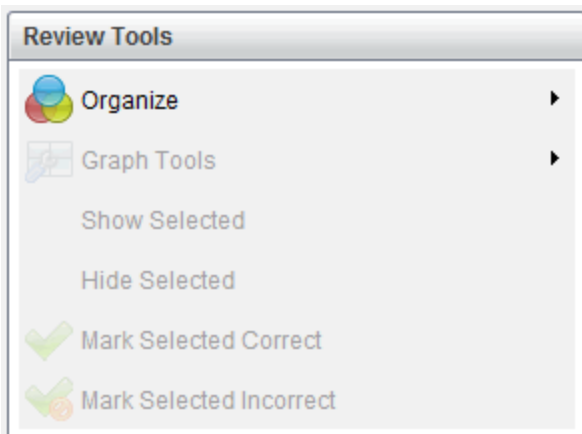 Review Tools
Organize
Graph Tools
Show Selected
Hide Selected
Mark Selected Correct
Mark Selected Incorrect